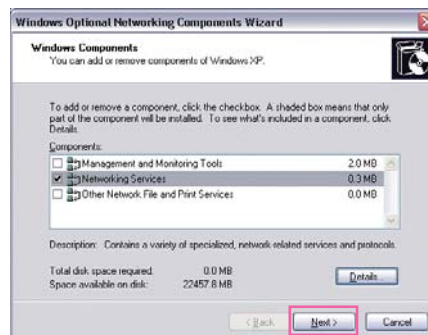 Windows Optional Networking Components Wizard
Windows Components
You can add or remove components of Windows XP.
To add or remove a component, click the checkbox. A shaded box means that only
part of the component will be installed. To see what's included in a component, click
Details.
Components:
Management and Monitoring Tools 2.0 MB
Networking Services 0.3 MB
Other Network File and Print Services 0.0 MB
Description: Contains a variety of specialized, network-related services and protocols.
Total disk space required: 0.0 MB
Space available on disk: 22457.8 MB
Details...
< Back Next > Cancel